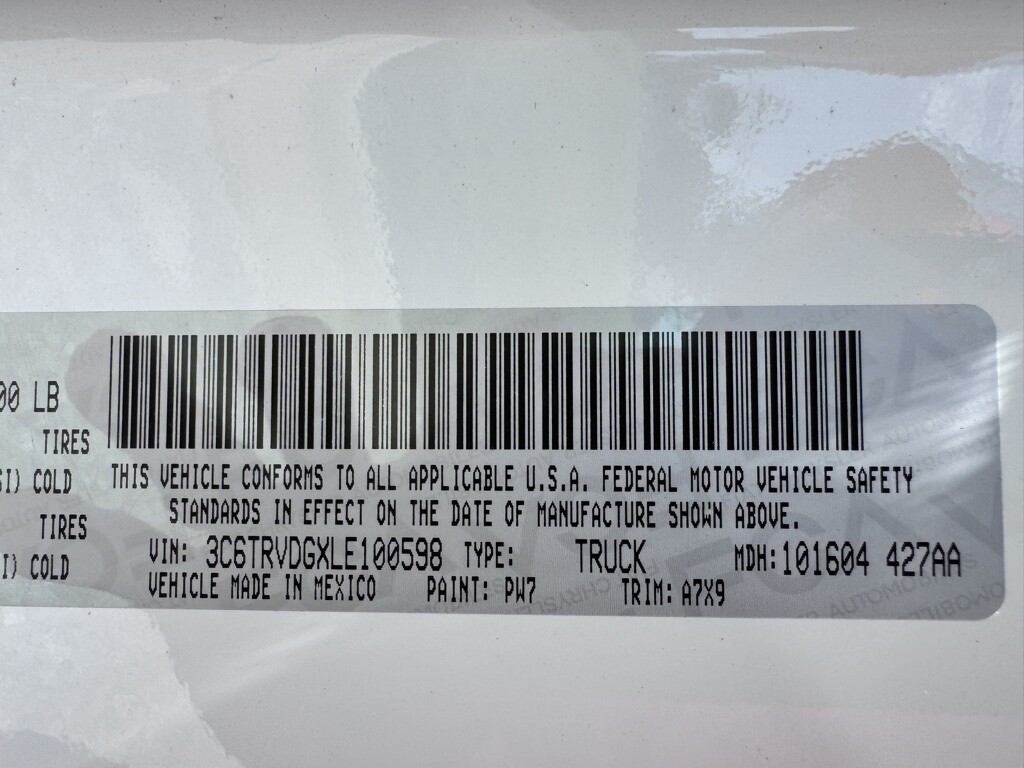 00 LB
TIRES
SI) COLD
TIRES
I) COLD
THIS VEHICLE CONFORMS TO ALL APPLICABLE U.S.A. FEDERAL MOTOR VEHICLE SAFETY
STANDARDS IN EFFECT ON THE DATE OF MANUFACTURE SHOWN ABOVE.
VIN: 3C6TRVDGXLE100598 TYPE: TRUCK MDH: 101604 427AA
VEHICLE MADE IN MEXICO PAINT: PW7 TRIM: A7X9